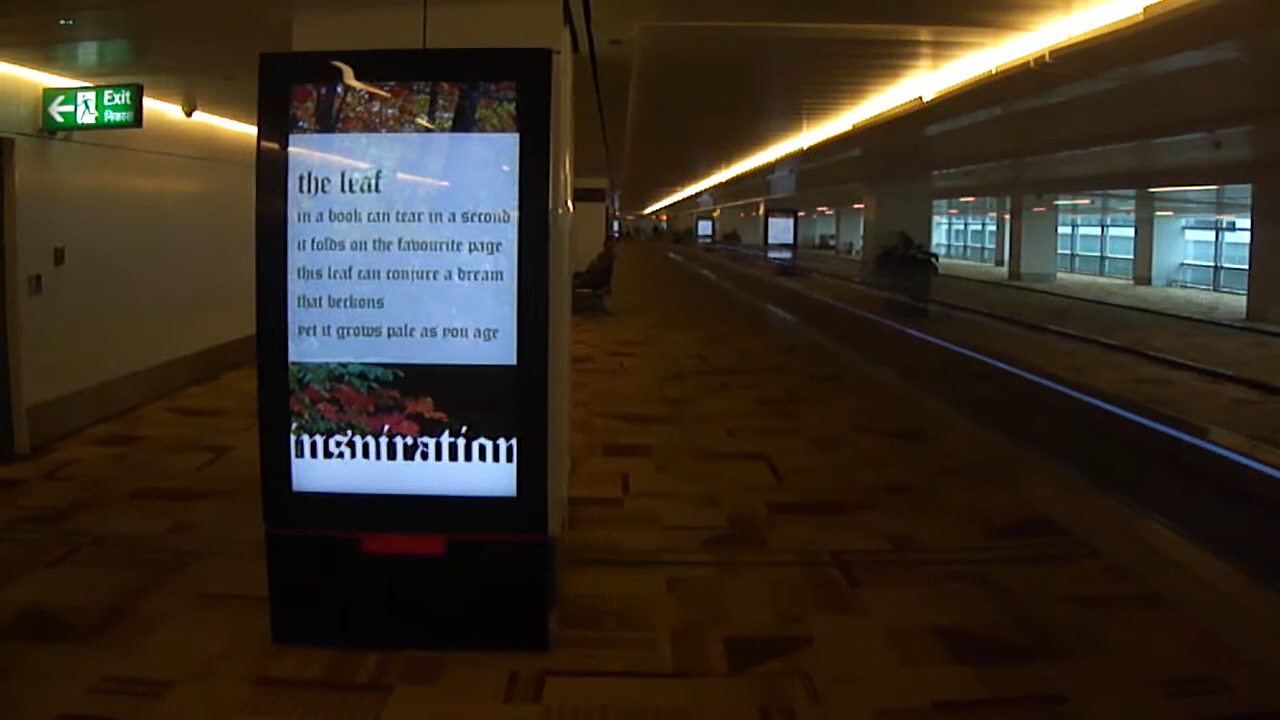 Exit
निकास
the leaf
in a book can tear in a second
it folds on the favourite page
this leaf can conjure a dream
that beckons
yet it grows pale as you age
inspiration